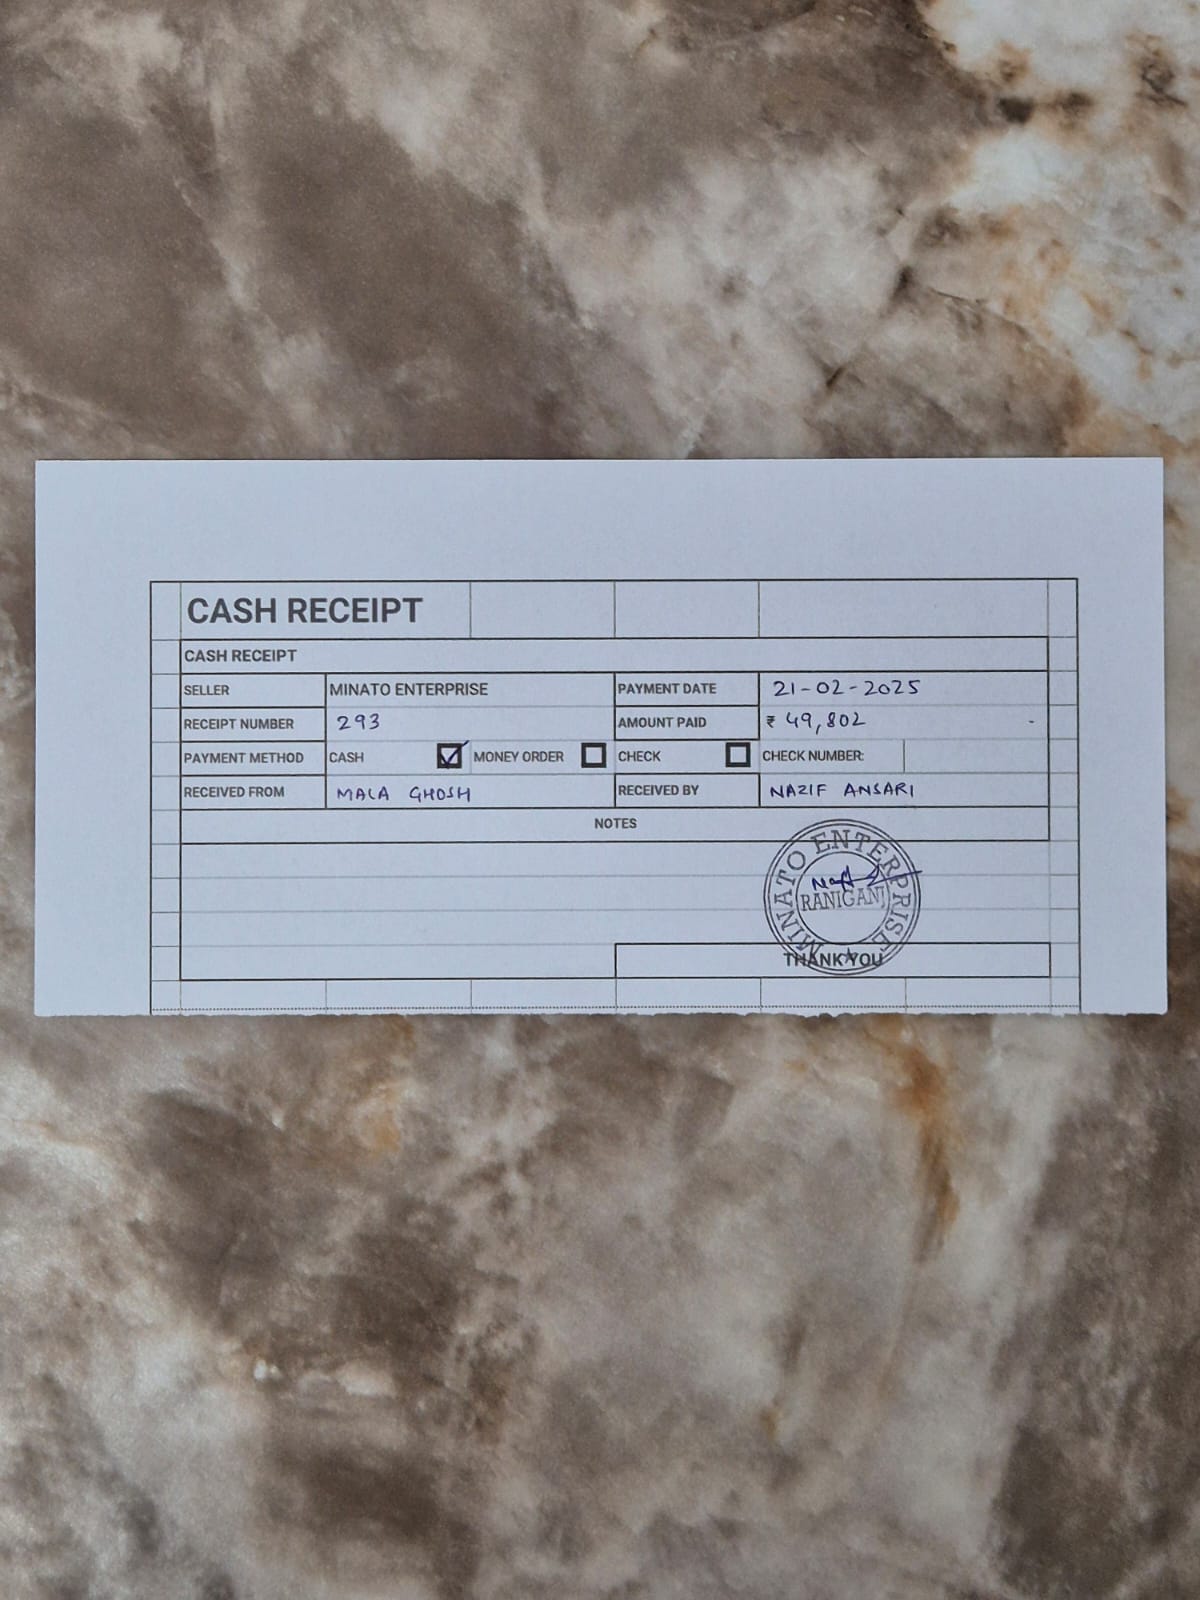 CASH RECEIPT
CASH RECEIPT
SELLER MINATO ENTERPRISE PAYMENT DATE 21-02-2025
RECEIPT NUMBER 293 AMOUNT PAID ₹ 49,802 -
PAYMENT METHOD CASH MONEY ORDER CHECK CHECK NUMBER:
RECEIVED FROM MALA GHOSH RECEIVED BY NAZIF ANSARI
NOTES
MINATO ENTERPRISE
RANIGANJ
THANK YOU